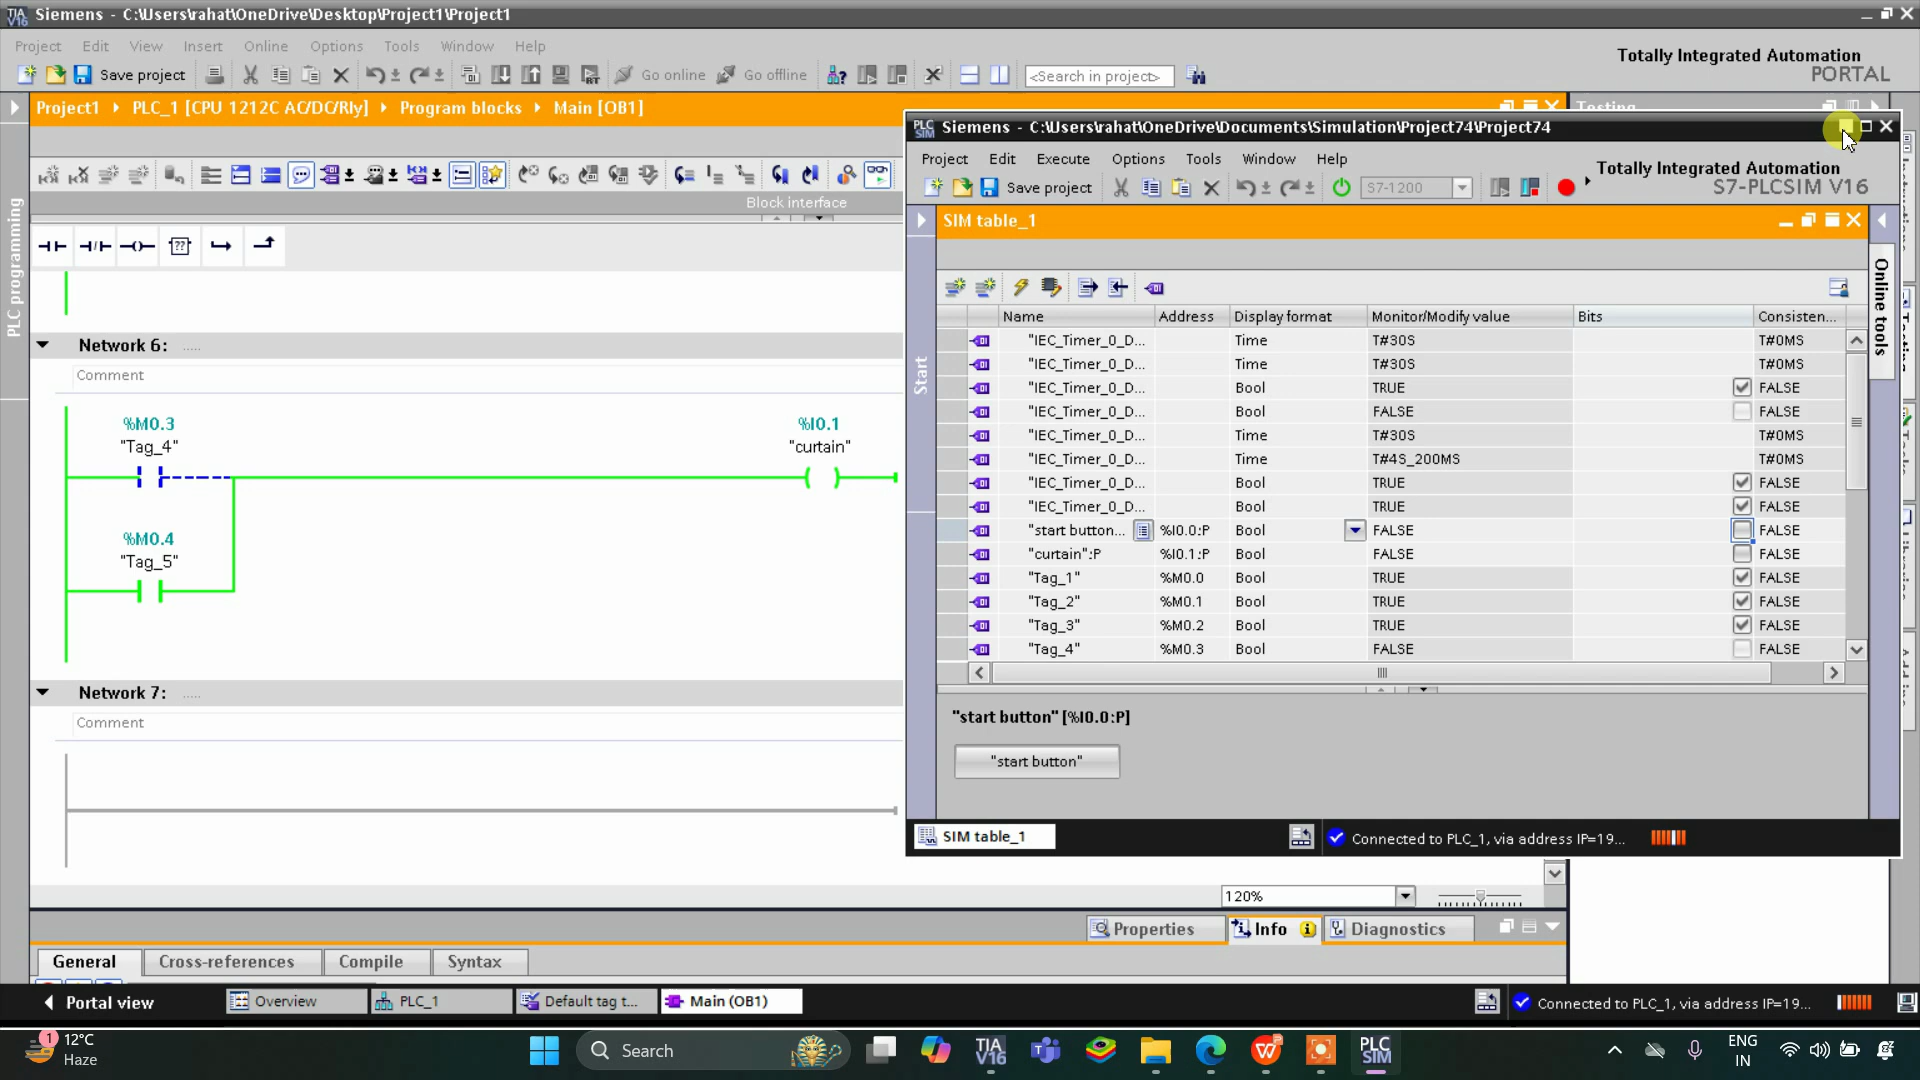 Siemens - C:\Users\rahat\OneDrive\Desktop\Project1\Project1
Project Edit View Insert Online Options Tools Window Help
Totally Integrated Automation
PORTAL
Save project
Go online
Go offline
<Search in project>
Project1 PLC_1 [CPU 1212C AC/DC/Rly] Program blocks Main [OB1]
Testing
Block interface
PLC programming
Network 6: .....
Comment
%M0.3
"Tag_4"
%I0.1
"curtain"
%M0.4
"Tag_5"
Network 7: .....
Comment
120%
Properties
Info
Diagnostics
General
Cross-references
Compile
Syntax
Portal view
Overview
PLC_1
Default tag t...
Main (OB1)
Connected to PLC_1, via address IP=19...
PLC SIM
Siemens - C:\Users\rahat\OneDrive\Documents\Simulation\Project74\Project74
Project Edit Execute Options Tools Window Help
Totally Integrated Automation
S7-PLCSIM V16
Save project
S7-1200
SIM table_1
Start
Online tools
Name Address Display format Monitor/Modify value Bits Consisten...
"IEC_Timer_0_D... Time T#30S T#0MS
"IEC_Timer_0_D... Time T#30S T#0MS
"IEC_Timer_0_D... Bool TRUE FALSE
"IEC_Timer_0_D... Bool FALSE FALSE
"IEC_Timer_0_D... Time T#30S T#0MS
"IEC_Timer_0_D... Time T#4S_200MS T#0MS
"IEC_Timer_0_D... Bool TRUE FALSE
"IEC_Timer_0_D... Bool TRUE FALSE
"start button... %I0.0:P Bool FALSE FALSE
"curtain":P %I0.1:P Bool FALSE FALSE
"Tag_1" %M0.0 Bool TRUE FALSE
"Tag_2" %M0.1 Bool TRUE FALSE
"Tag_3" %M0.2 Bool TRUE FALSE
"Tag_4" %M0.3 Bool FALSE FALSE
"start button" [%I0.0:P]
"start button"
SIM table_1
Connected to PLC_1, via address IP=19...
1
12°C
Haze
Search
TIA V16
PLC SIM
ENG
IN